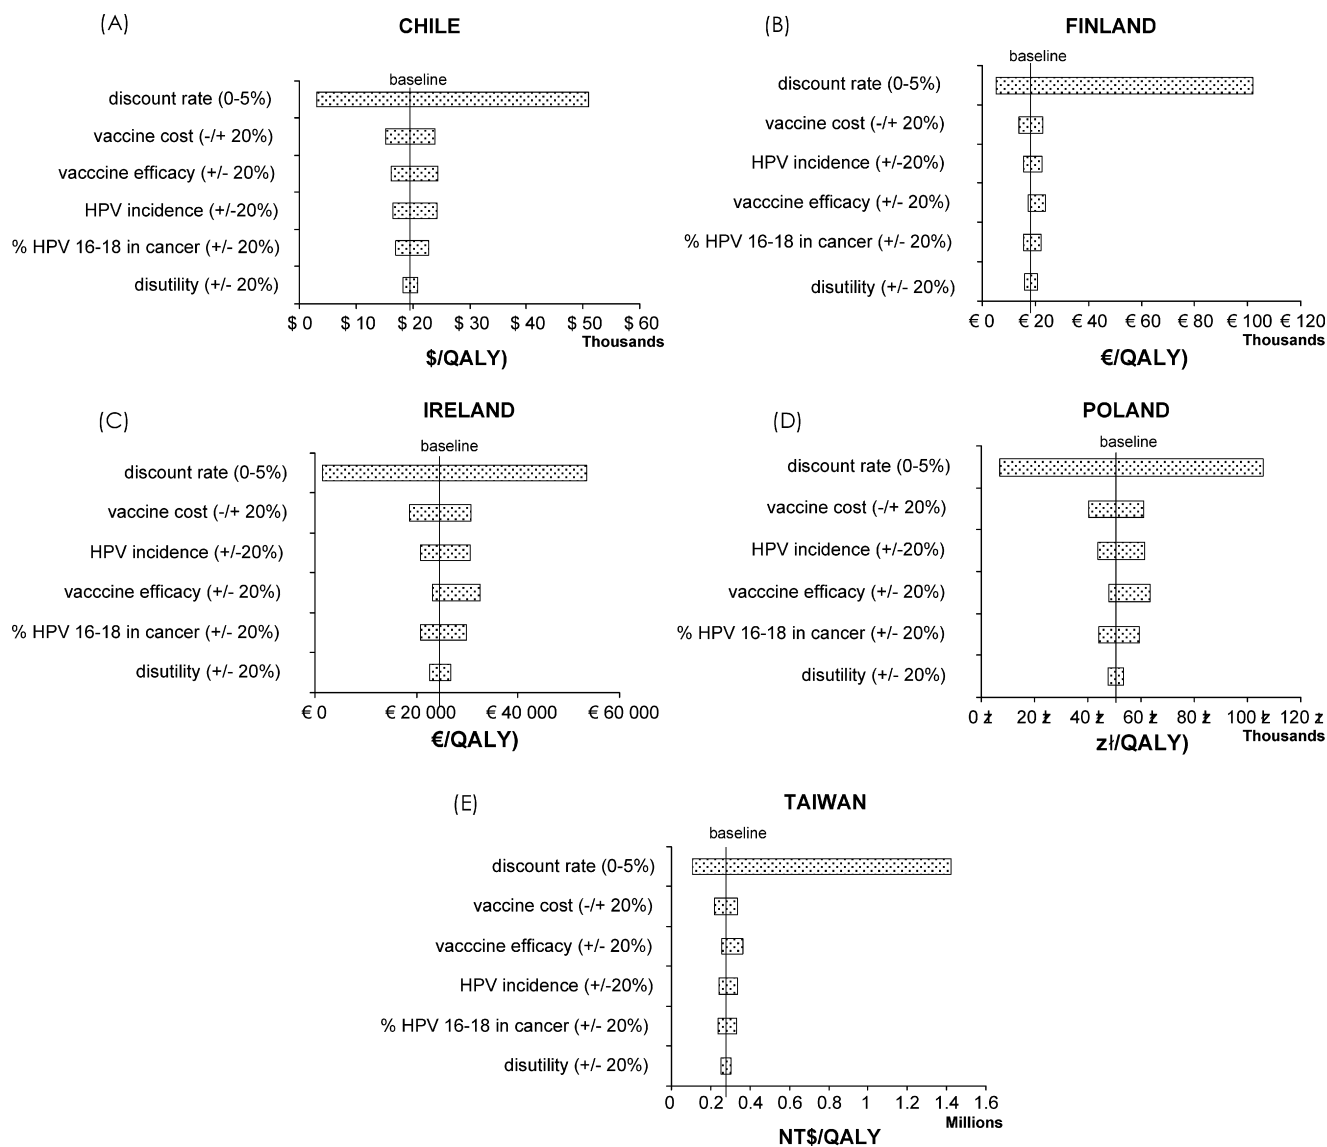 (A)
CHILE
baseline
discount rate (0-5%)
vaccine cost (-/+ 20%)
vacccine efficacy (+/- 20%)
HPV incidence (+/-20%)
% HPV 16-18 in cancer (+/- 20%)
disutility (+/- 20%)
$ 0 $ 10 $ 20 $ 30 $ 40 $ 50 $ 60
Thousands
$/QALY)
(B)
FINLAND
baseline
discount rate (0-5%)
vaccine cost (-/+ 20%)
HPV incidence (+/-20%)
vacccine efficacy (+/- 20%)
% HPV 16-18 in cancer (+/- 20%)
disutility (+/- 20%)
€ 0 € 20 € 40 € 60 € 80 € 100 € 120
Thousands
€/QALY)
(C)
IRELAND
baseline
discount rate (0-5%)
vaccine cost (-/+ 20%)
HPV incidence (+/-20%)
vacccine efficacy (+/- 20%)
% HPV 16-18 in cancer (+/- 20%)
disutility (+/- 20%)
€ 0 € 20 000 € 40 000 € 60 000
€/QALY)
(D)
POLAND
baseline
discount rate (0-5%)
vaccine cost (-/+ 20%)
HPV incidence (+/-20%)
vacccine efficacy (+/- 20%)
% HPV 16-18 in cancer (+/- 20%)
disutility (+/- 20%)
0 20 40 60 80 100 120
Thousands
zł/QALY)
(E)
TAIWAN
baseline
discount rate (0-5%)
vaccine cost (-/+ 20%)
vacccine efficacy (+/- 20%)
HPV incidence (+/-20%)
% HPV 16-18 in cancer (+/- 20%)
disutility (+/- 20%)
0 0.2 0.4 0.6 0.8 1 1.2 1.4 1.6
Millions
NT$/QALY